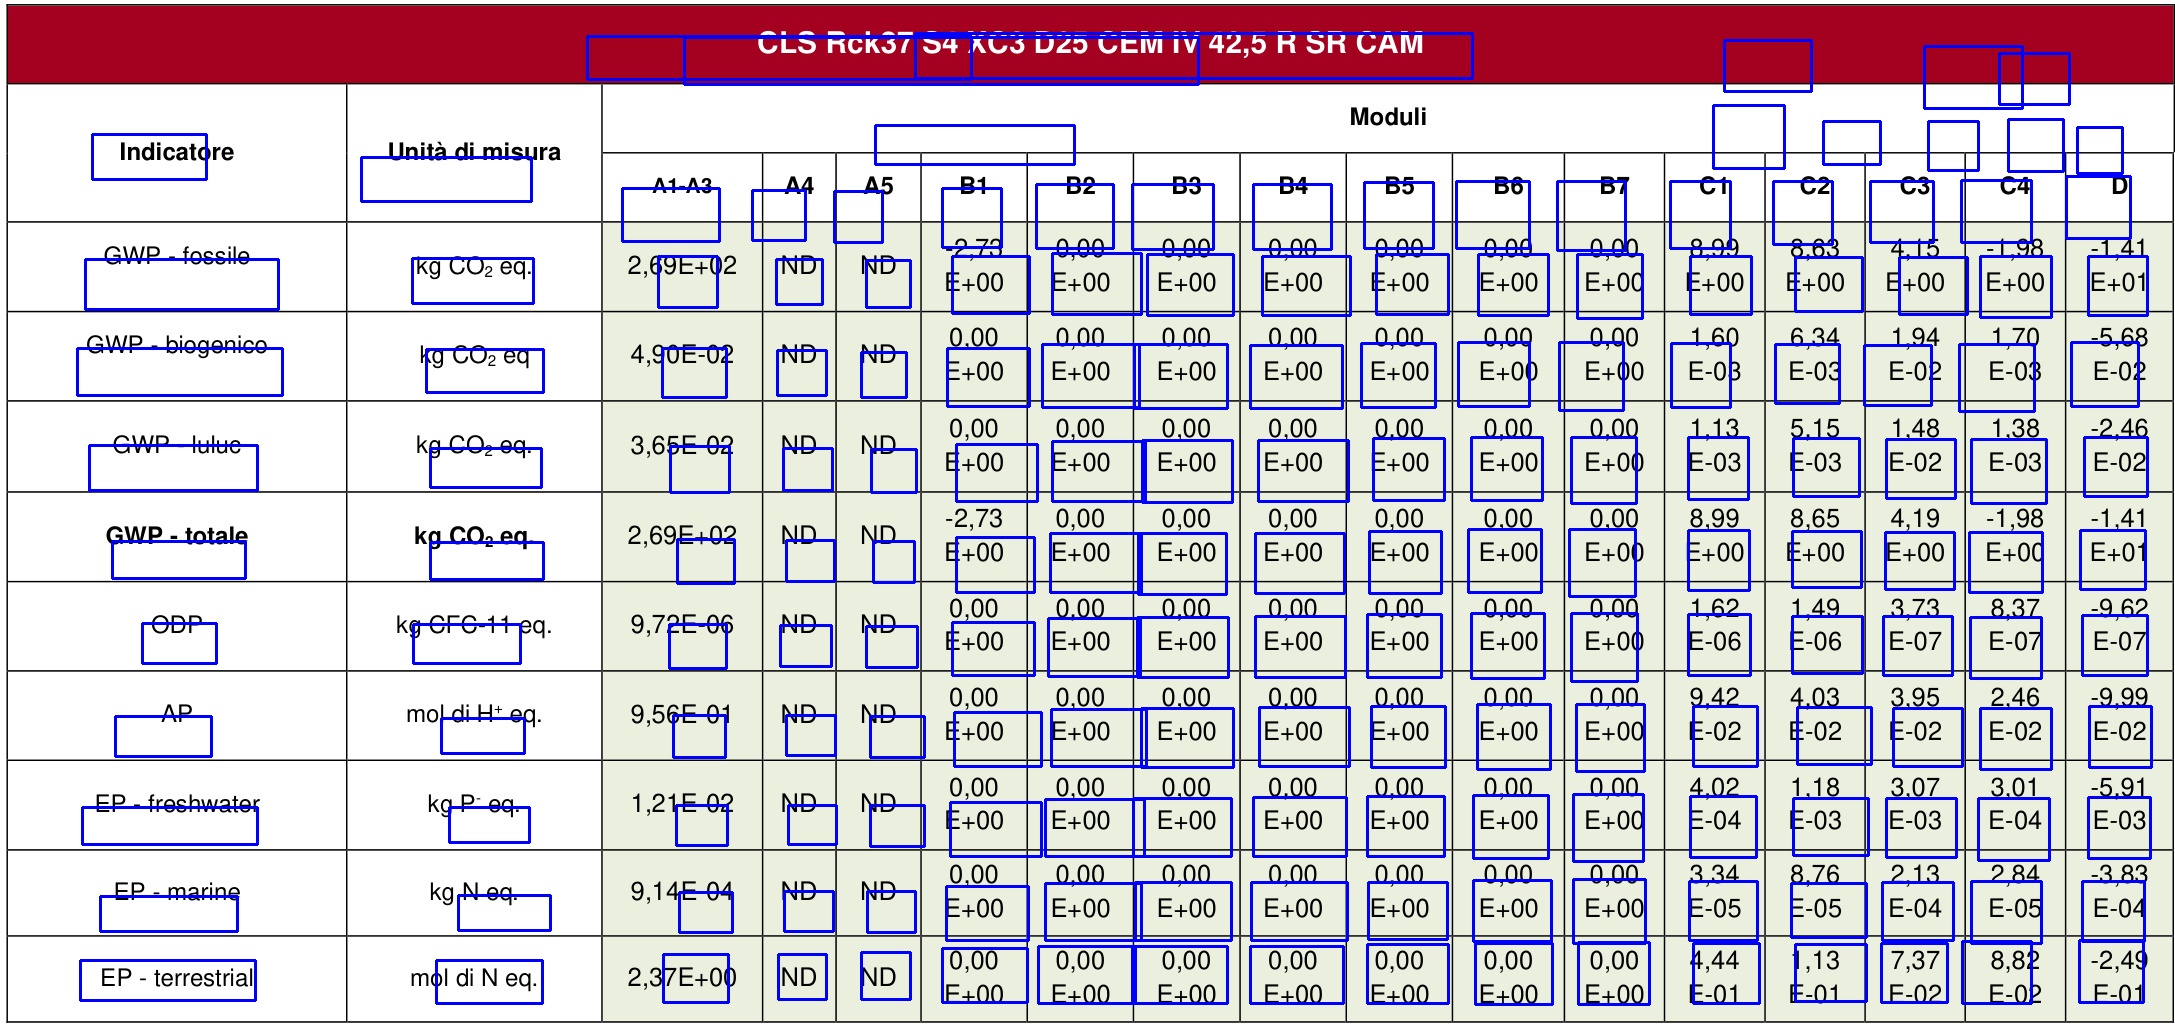 CLS Rck37 S4 XC3 D25 CEM IV 42,5 R SR CAM
Indicatore Unità di misura Moduli
A1-A3 A4 A5 B1 B2 B3 B4 B5 B6 B7 C1 C2 C3 C4 D
GWP - fossile kg CO₂ eq. 2,69E+02 ND ND -2,73 E+00 0,00 E+00 0,00 E+00 0,00 E+00 0,00 E+00 0,00 E+00 0,00 E+00 8,99 E+00 8,63 E+00 4,15 E+00 -1,98 E+00 -1,41 E+01
GWP - biogenico kg CO₂ eq 4,90E-02 ND ND 0,00 E+00 0,00 E+00 0,00 E+00 0,00 E+00 0,00 E+00 0,00 E+00 0,00 E+00 1,60 E-03 6,34 E-03 1,94 E-02 1,70 E-03 -5,68 E-02
GWP - luluc kg CO₂ eq. 3,65E-02 ND ND 0,00 E+00 0,00 E+00 0,00 E+00 0,00 E+00 0,00 E+00 0,00 E+00 0,00 E+00 1,13 E-03 5,15 E-03 1,48 E-02 1,38 E-03 -2,46 E-02
GWP - totale kg CO₂ eq. 2,69E+02 ND ND -2,73 E+00 0,00 E+00 0,00 E+00 0,00 E+00 0,00 E+00 0,00 E+00 0,00 E+00 8,99 E+00 8,65 E+00 4,19 E+00 -1,98 E+00 -1,41 E+01
ODP kg CFC-11 eq. 9,72E-06 ND ND 0,00 E+00 0,00 E+00 0,00 E+00 0,00 E+00 0,00 E+00 0,00 E+00 0,00 E+00 1,62 E-06 1,49 E-06 3,73 E-07 8,37 E-07 -9,62 E-07
AP mol di H⁺ eq. 9,56E-01 ND ND 0,00 E+00 0,00 E+00 0,00 E+00 0,00 E+00 0,00 E+00 0,00 E+00 0,00 E+00 9,42 E-02 4,03 E-02 3,95 E-02 2,46 E-02 -9,99 E-02
EP - freshwater kg P⁻ eq. 1,21E-02 ND ND 0,00 E+00 0,00 E+00 0,00 E+00 0,00 E+00 0,00 E+00 0,00 E+00 0,00 E+00 4,02 E-04 1,18 E-03 3,07 E-03 3,01 E-04 -5,91 E-03
EP - marine kg N eq. 9,14E-04 ND ND 0,00 E+00 0,00 E+00 0,00 E+00 0,00 E+00 0,00 E+00 0,00 E+00 0,00 E+00 3,34 E-05 8,76 E-05 2,13 E-04 2,84 E-05 -3,83 E-04
EP - terrestrial mol di N eq. 2,37E+00 ND ND 0,00 E+00 0,00 E+00 0,00 E+00 0,00 E+00 0,00 E+00 0,00 E+00 0,00 E+00 4,44 E-01 1,13 E-01 7,37 E-02 8,82 E-02 -2,49 E-01